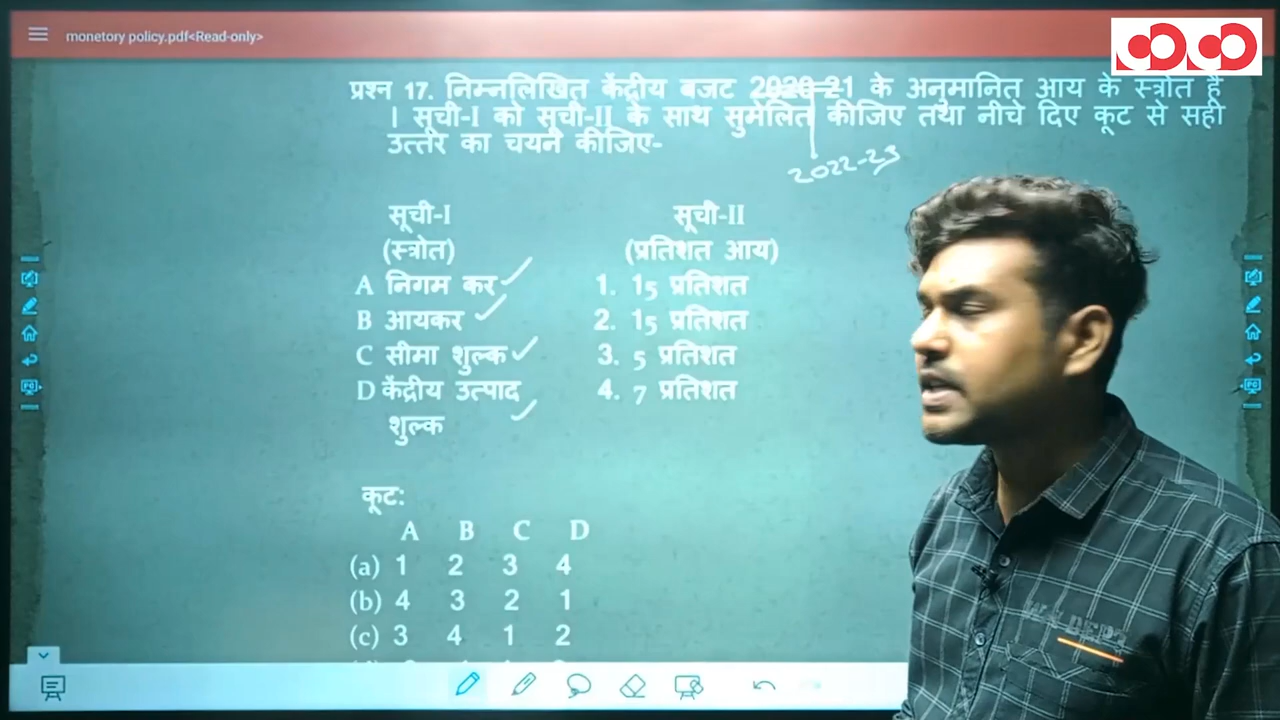 monetory policy.pdf<Read-only>
प्रश्न 17. निम्नलिखित केंद्रीय बजट 2020-21 के अनुमानित आय के स्त्रोत है
। सूची-I को सूची-II के साथ सुमेलित कीजिए तथा नीचे दिए कूट से सही
उत्तर का चयन कीजिए-
2022-23
सूची-I सूची-II
(स्त्रोत) (प्रतिशत आय)
A निगम कर 1. 15 प्रतिशत
B आयकर 2. 15 प्रतिशत
C सीमा शुल्क 3. 5 प्रतिशत
D केंद्रीय उत्पाद 4. 7 प्रतिशत
शुल्क
कूट:
A B C D
(a) 1 2 3 4
(b) 4 3 2 1
(c) 3 4 1 2